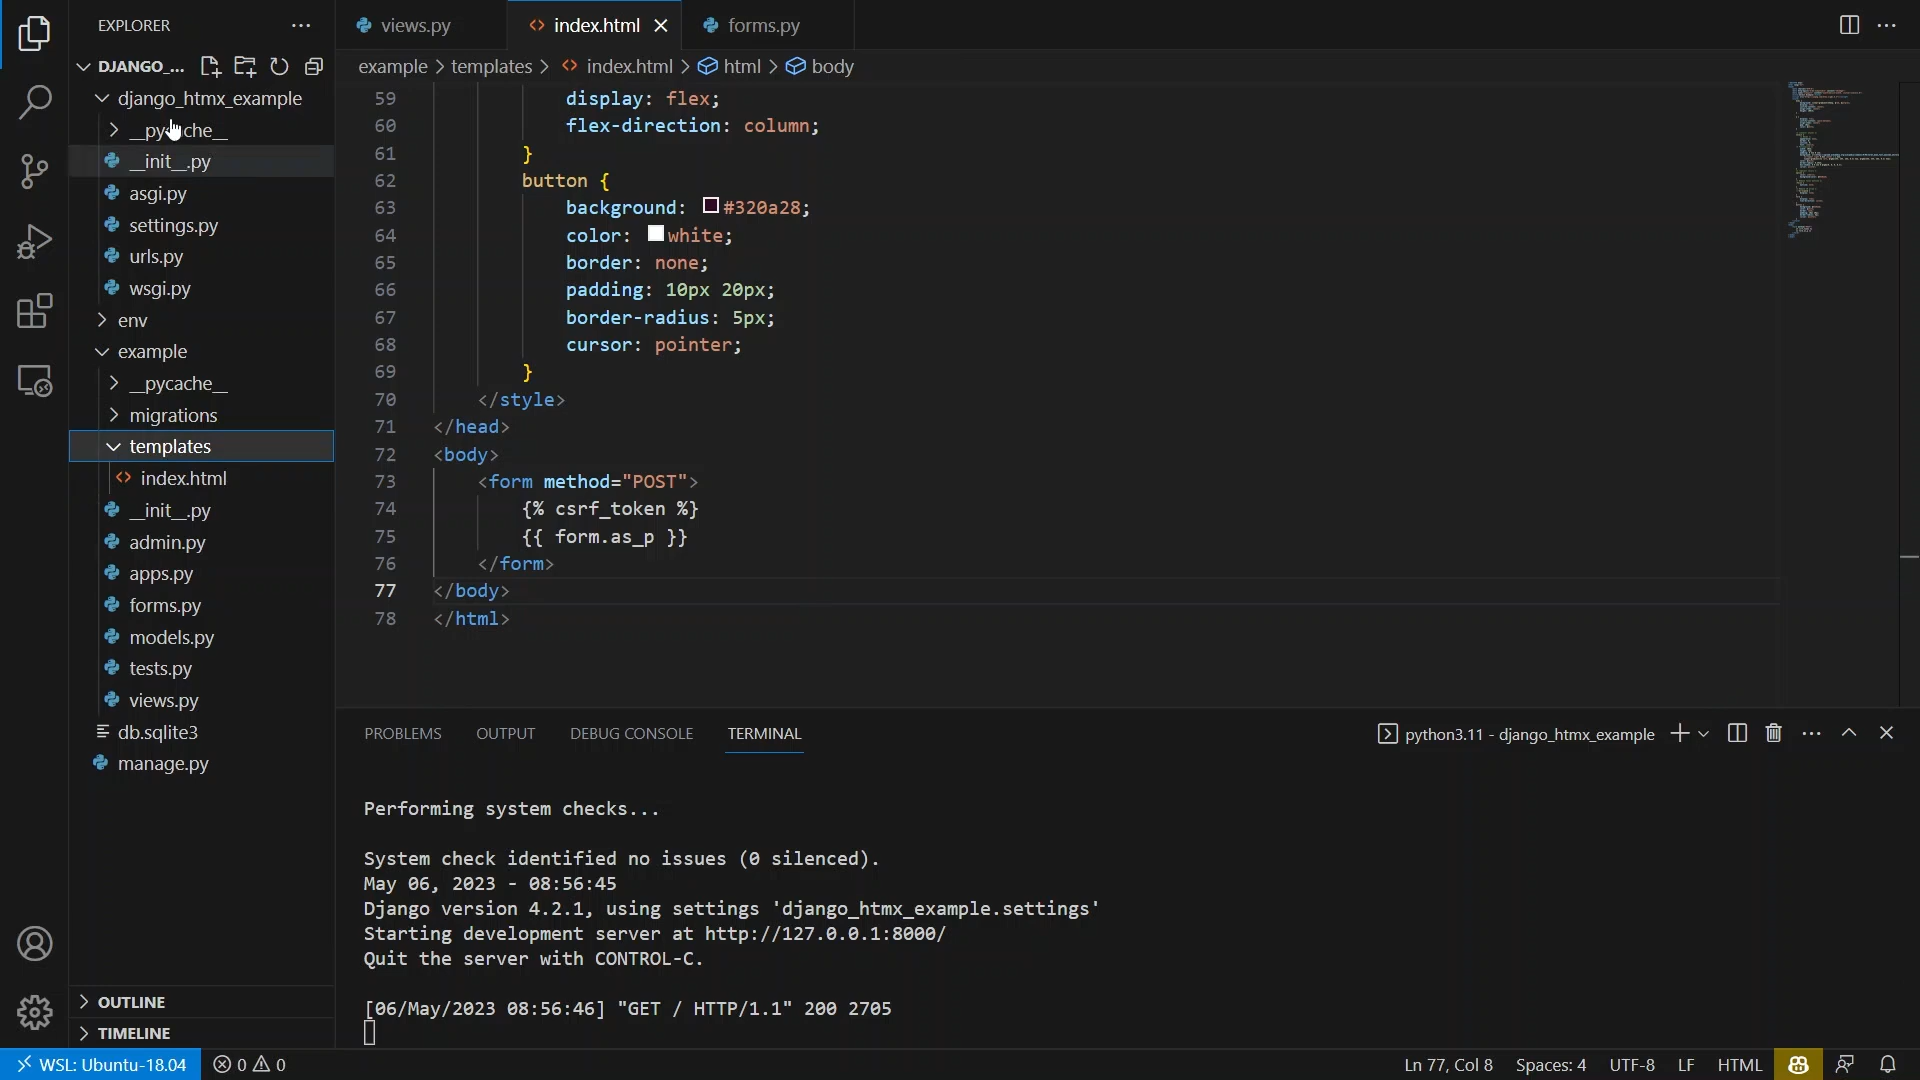 EXPLORER
views.py
index.html
forms.py
DJANGO_...
example > templates > index.html > html > body
django_htmx_example
__pycache__
__init__.py
asgi.py
settings.py
urls.py
wsgi.py
env
example
__pycache__
migrations
templates
index.html
__init__.py
admin.py
apps.py
forms.py
models.py
tests.py
views.py
db.sqlite3
manage.py
OUTLINE
TIMELINE
59 display: flex;
60 flex-direction: column;
61 }
62 button {
63 background: #320a28;
64 color: white;
65 border: none;
66 padding: 10px 20px;
67 border-radius: 5px;
68 cursor: pointer;
69 }
70 </style>
71 </head>
72 <body>
73 <form method="POST">
74 {% csrf_token %}
75 {{ form.as_p }}
76 </form>
77 </body>
78 </html>
PROBLEMS OUTPUT DEBUG CONSOLE TERMINAL
python3.11 - django_htmx_example
Performing system checks...
System check identified no issues (0 silenced).
May 06, 2023 - 08:56:45
Django version 4.2.1, using settings 'django_htmx_example.settings'
Starting development server at http://127.0.0.1:8000/
Quit the server with CONTROL-C.
[06/May/2023 08:56:46] "GET / HTTP/1.1" 200 2705
WSL: Ubuntu-18.04 0 0 Ln 77, Col 8 Spaces: 4 UTF-8 LF HTML